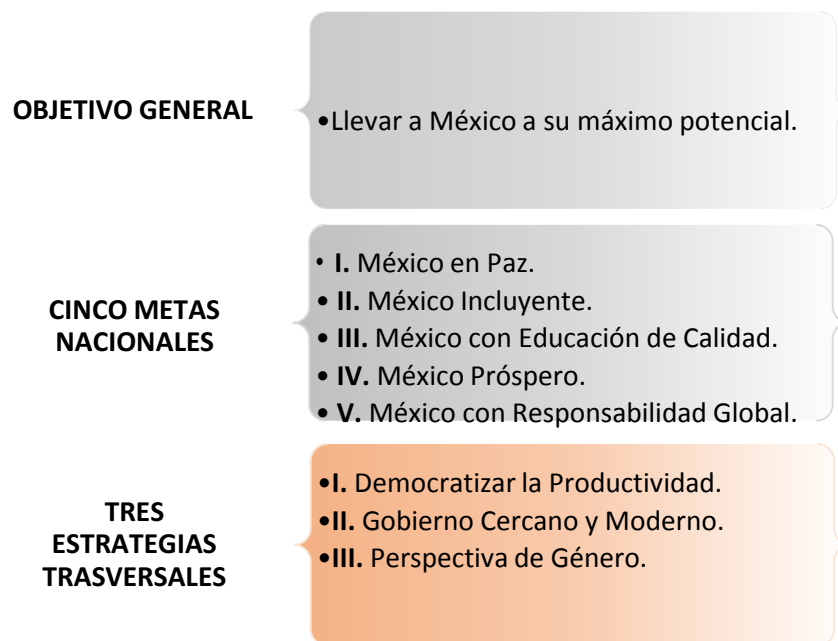 OBJETIVO GENERAL
•Llevar a México a su máximo potencial.
CINCO METAS
NACIONALES
• I. México en Paz.
• II. México Incluyente.
• III. México con Educación de Calidad.
• IV. México Próspero.
• V. México con Responsabilidad Global.
TRES
ESTRATEGIAS
TRASVERSALES
•I. Democratizar la Productividad.
•II. Gobierno Cercano y Moderno.
•III. Perspectiva de Género.